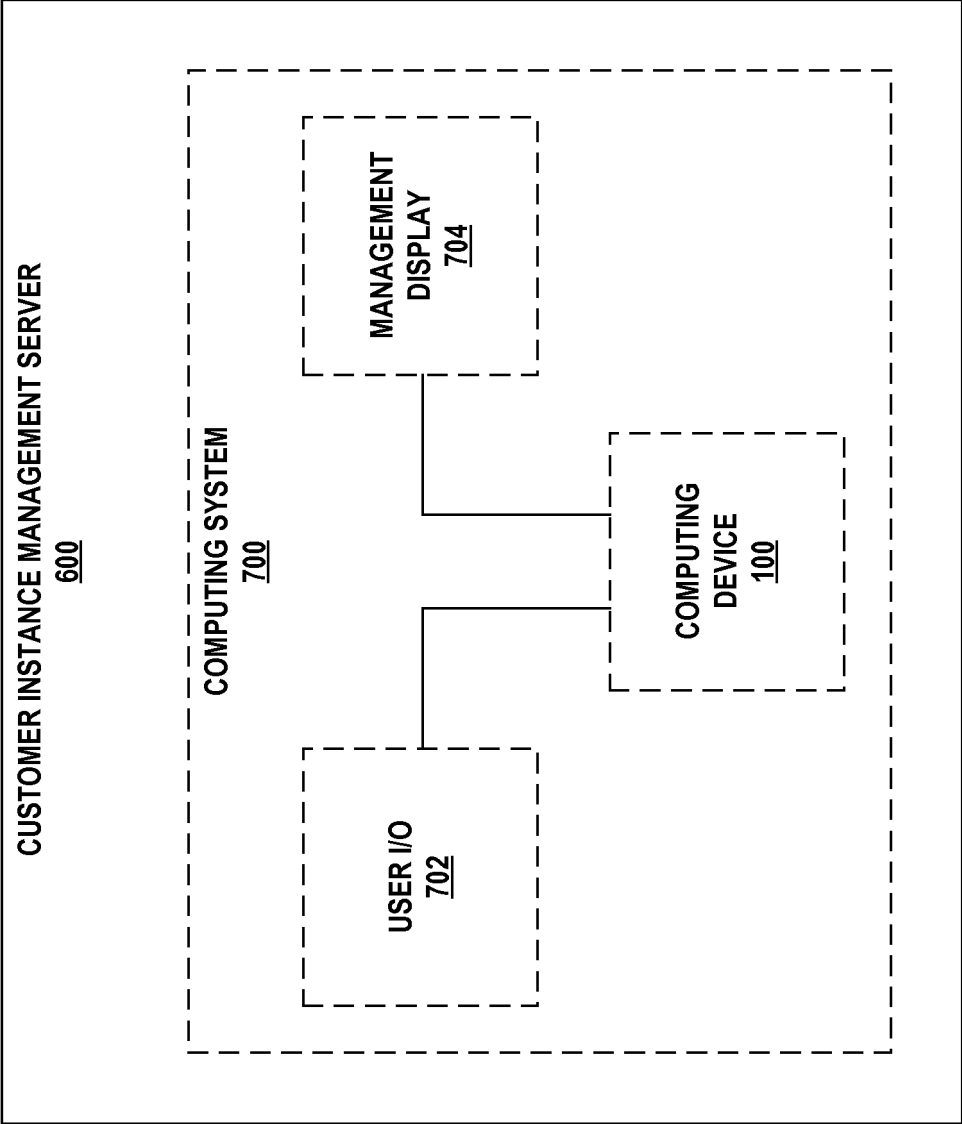 CUSTOMER INSTANCE MANAGEMENT SERVER
600
COMPUTING SYSTEM
700
USER I/O
702
MANAGEMENT
DISPLAY
704
COMPUTING
DEVICE
100